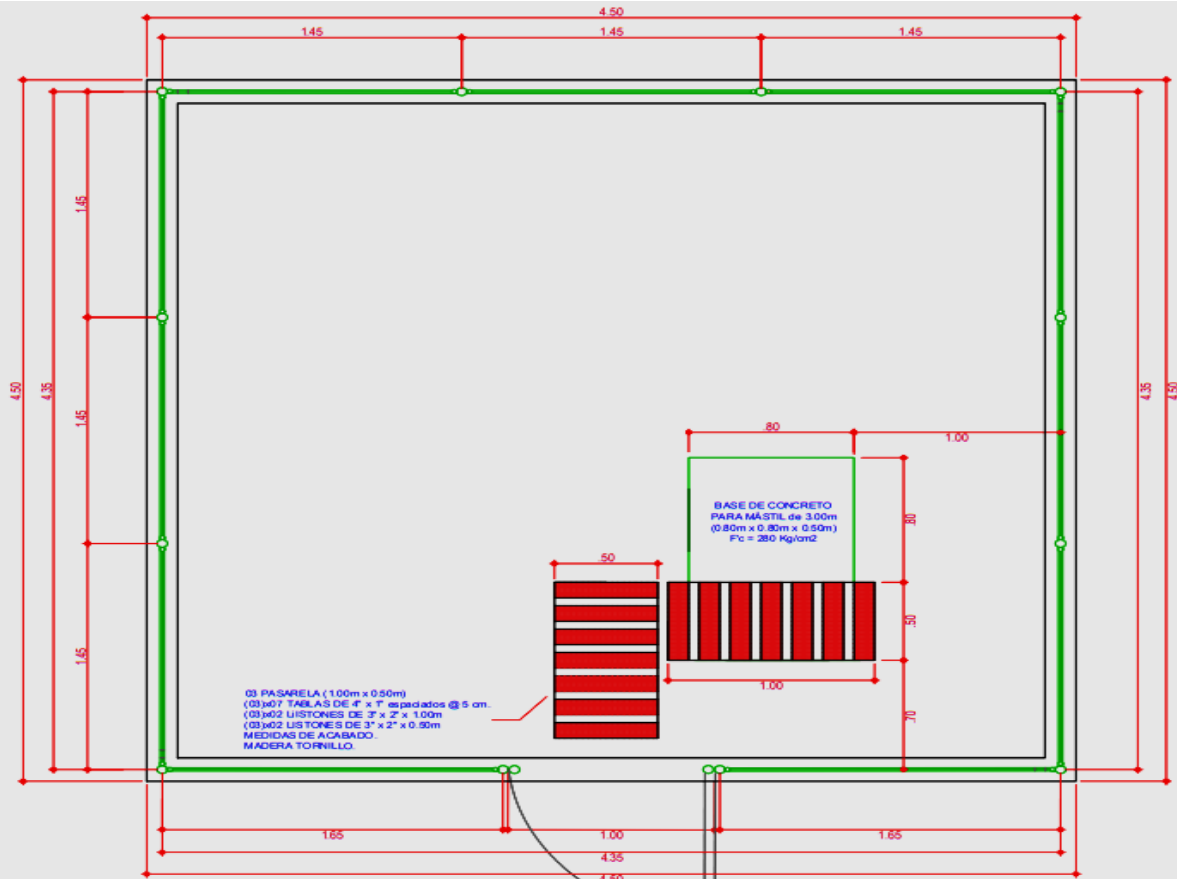 4.50
1.45
1.45
1.45
1.45
4.50
4.35
1.45
1.45
4.35
4.50
.80
1.00
BASE DE CONCRETO
PARA MÁSTIL de 3.00m
(0.80m x 0.80m x 0.50m)
F'c = 280 Kg/cm2
.80
.50
.50
1.00
.70
03 PASARELA (1.00m x 0.50m)
(03)x07 TABLAS DE 4" x 1" espaciados @ 5 cm.
(03)x02 LISTONES DE 3" x 2" x 1.00m
(03)x02 LISTONES DE 3" x 2" x 0.50m
MEDIDAS DE ACABADO.
MADERA TORNILLO.
1.65
1.00
1.65
4.35
4.50